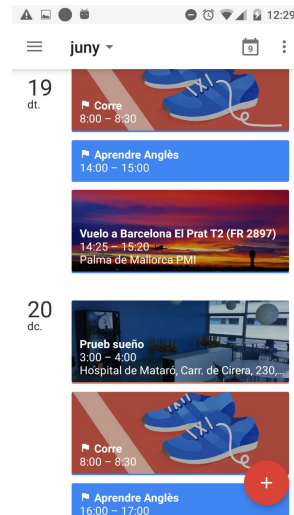 12:29
juny
9
19
dt.
Corre
8:00 – 8:30
Aprendre Anglès
14:00 – 15:00
Vuelo a Barcelona El Prat T2 (FR 2897)
14:25 – 15:20
Palma de Mallorca PMI
20
dc.
Prueb sueño
3:00 – 4:00
Hospital de Mataró, Carr. de Cirera, 230,...
Corre
8:00 – 8:30
Aprendre Anglès
16:00 – 17:00